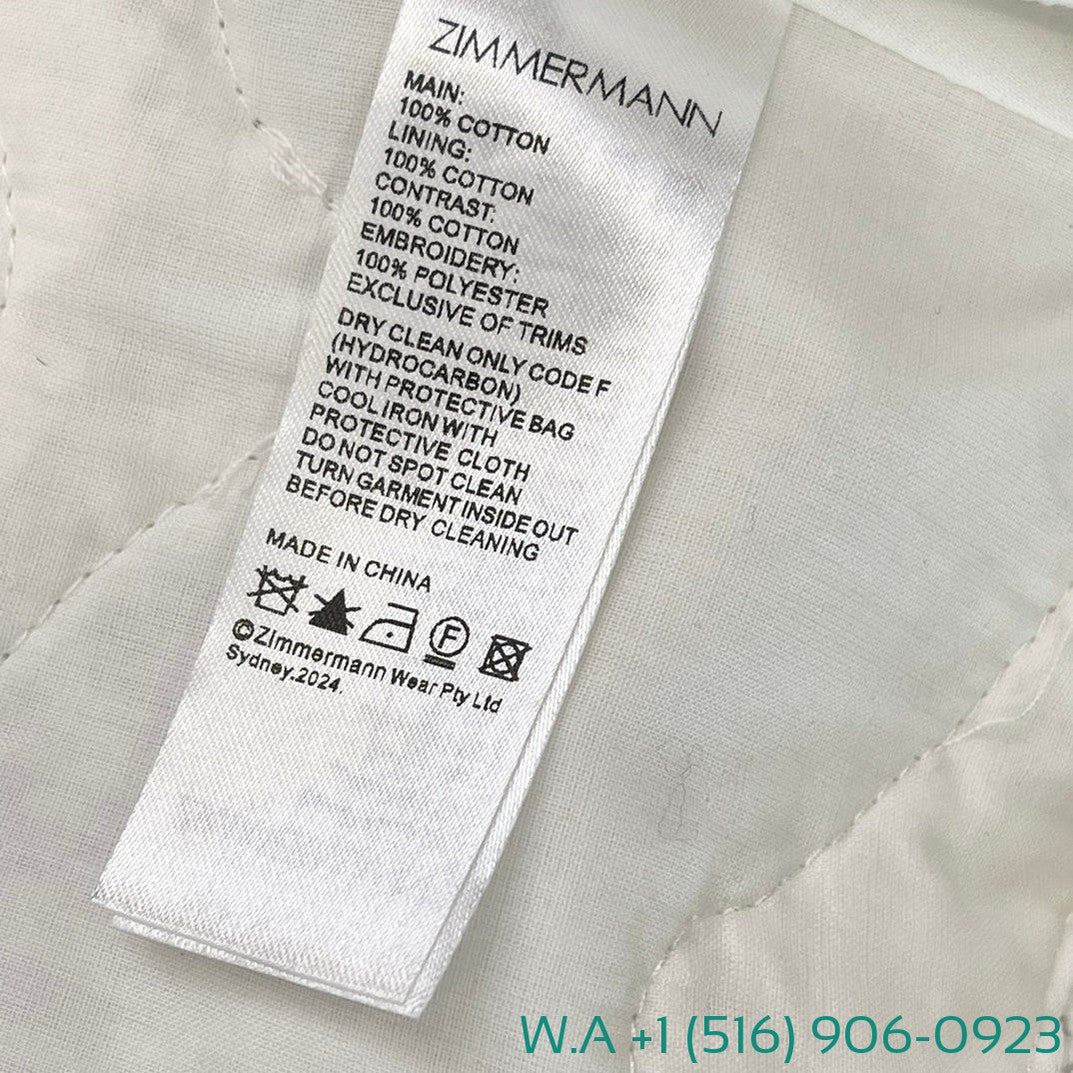 ZIMMERMANN
MAIN:
100% COTTON
LINING:
100% COTTON
CONTRAST:
100% COTTON
EMBROIDERY:
100% POLYESTER
EXCLUSIVE OF TRIMS
DRY CLEAN ONLY CODE F
(HYDROCARBON)
WITH PROTECTIVE BAG
COOL IRON WITH
PROTECTIVE CLOTH
DO NOT SPOT CLEAN
TURN GARMENT INSIDE OUT
BEFORE DRY CLEANING
MADE IN CHINA
F
©Zimmermann Wear Pty Ltd
Sydney.2024.
W.A +1 (516) 906-0923